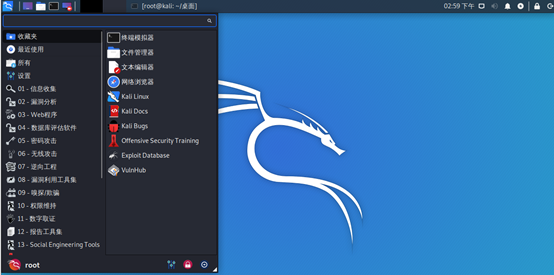 [root@kali: ~/桌面]
02:59 下午
收藏夹
最近使用
所有
设置
01 - 信息收集
02 - 漏洞分析
03 - Web程序
04 - 数据库评估软件
05 - 密码攻击
06 - 无线攻击
07 - 逆向工程
08 - 漏洞利用工具集
09 - 嗅探/欺骗
10 - 权限维持
11 - 数字取证
12 - 报告工具集
13 - Social Engineering Tools
终端模拟器
文件管理器
文本编辑器
网络浏览器
Kali Linux
Kali Docs
Kali Bugs
Offensive Security Training
Exploit Database
VulnHub
root